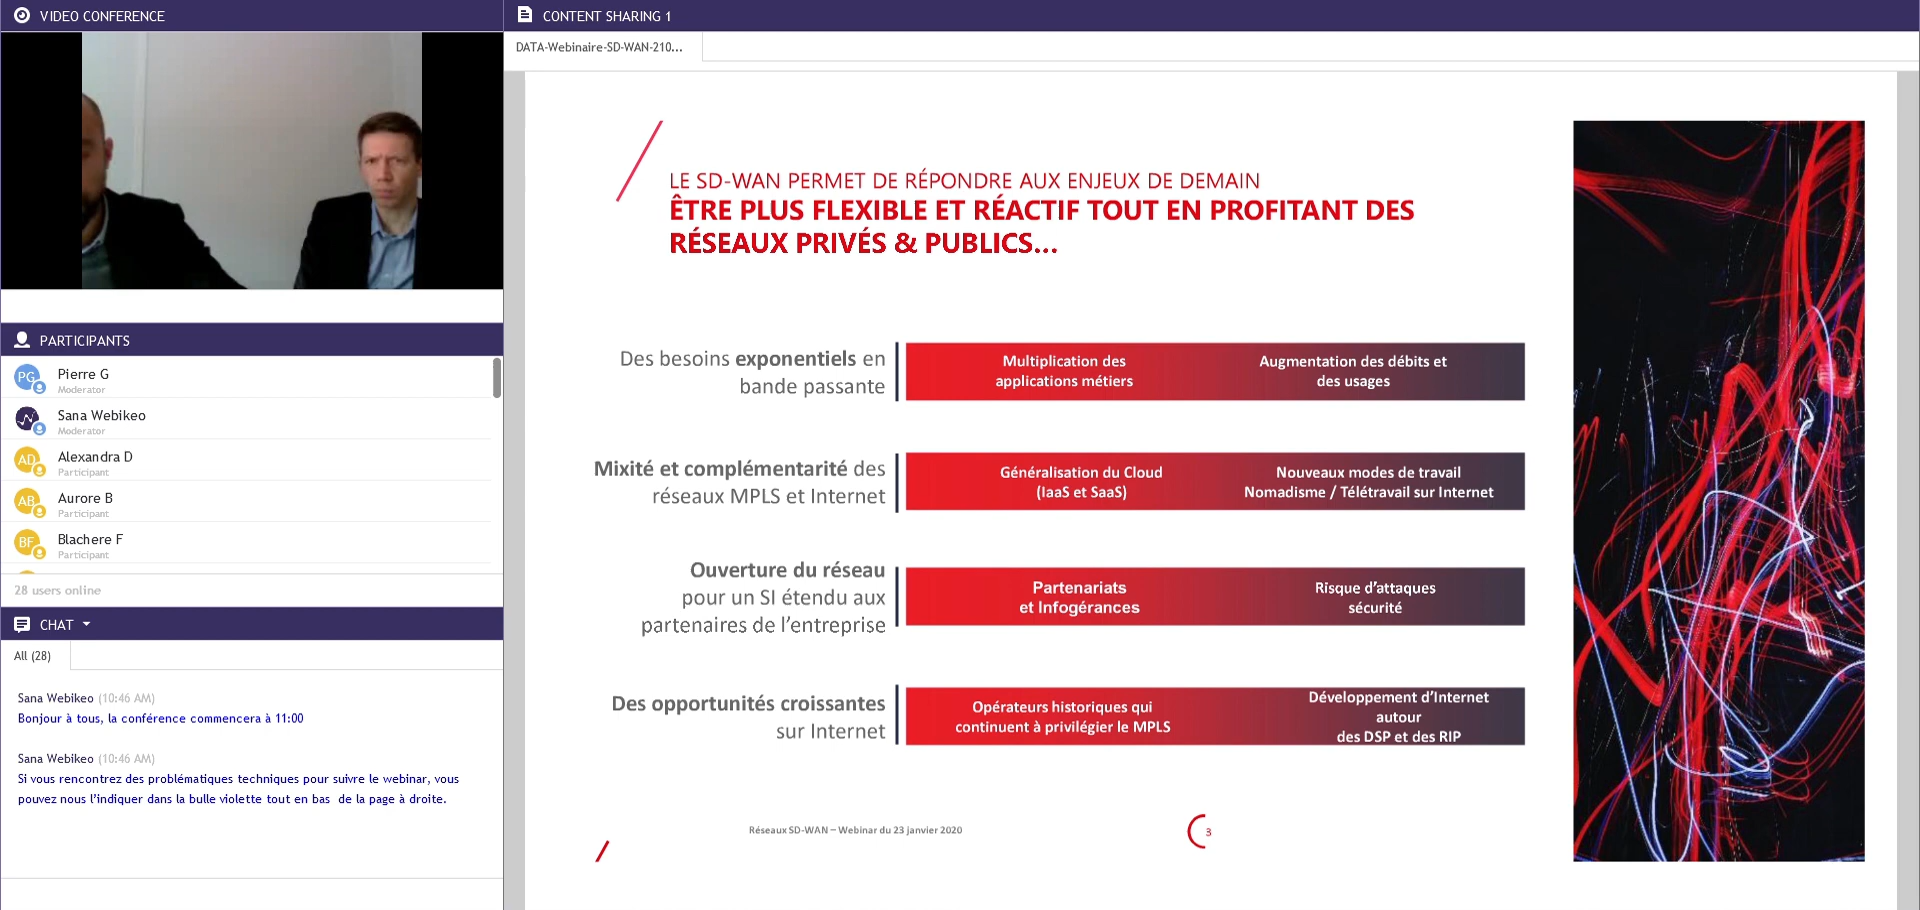 VIDEO CONFERENCE
PARTICIPANTS
PG
Pierre G
Moderator
Sana Webikeo
Moderator
AD
Alexandra D
Participant
AB
Aurore B
Participant
BF
Blachere F
Participant
28 users online
CHAT
All (28)
Sana Webikeo (10:46 AM)
Bonjour à tous, la conférence commencera à 11:00
Sana Webikeo (10:46 AM)
Si vous rencontrez des problématiques techniques pour suivre le webinar, vous
pouvez nous l'indiquer dans la bulle violette tout en bas de la page à droite.
CONTENT SHARING 1
DATA-Webinaire-SD-WAN-210...
LE SD-WAN PERMET DE RÉPONDRE AUX ENJEUX DE DEMAIN
ÊTRE PLUS FLEXIBLE ET RÉACTIF TOUT EN PROFITANT DES
RÉSEAUX PRIVÉS & PUBLICS...
Des besoins exponentiels en
bande passante
Multiplication des
applications métiers
Augmentation des débits et
des usages
Mixité et complémentarité des
réseaux MPLS et Internet
Généralisation du Cloud
(IaaS et SaaS)
Nouveaux modes de travail
Nomadisme / Télétravail sur Internet
Ouverture du réseau
pour un SI étendu aux
partenaires de l'entreprise
Partenariats
et Infogérances
Risque d'attaques
sécurité
Des opportunités croissantes
sur Internet
Opérateurs historiques qui
continuent à privilégier le MPLS
Développement d'Internet
autour
des DSP et des RIP
Réseaux SD-WAN – Webinar du 23 janvier 2020
3